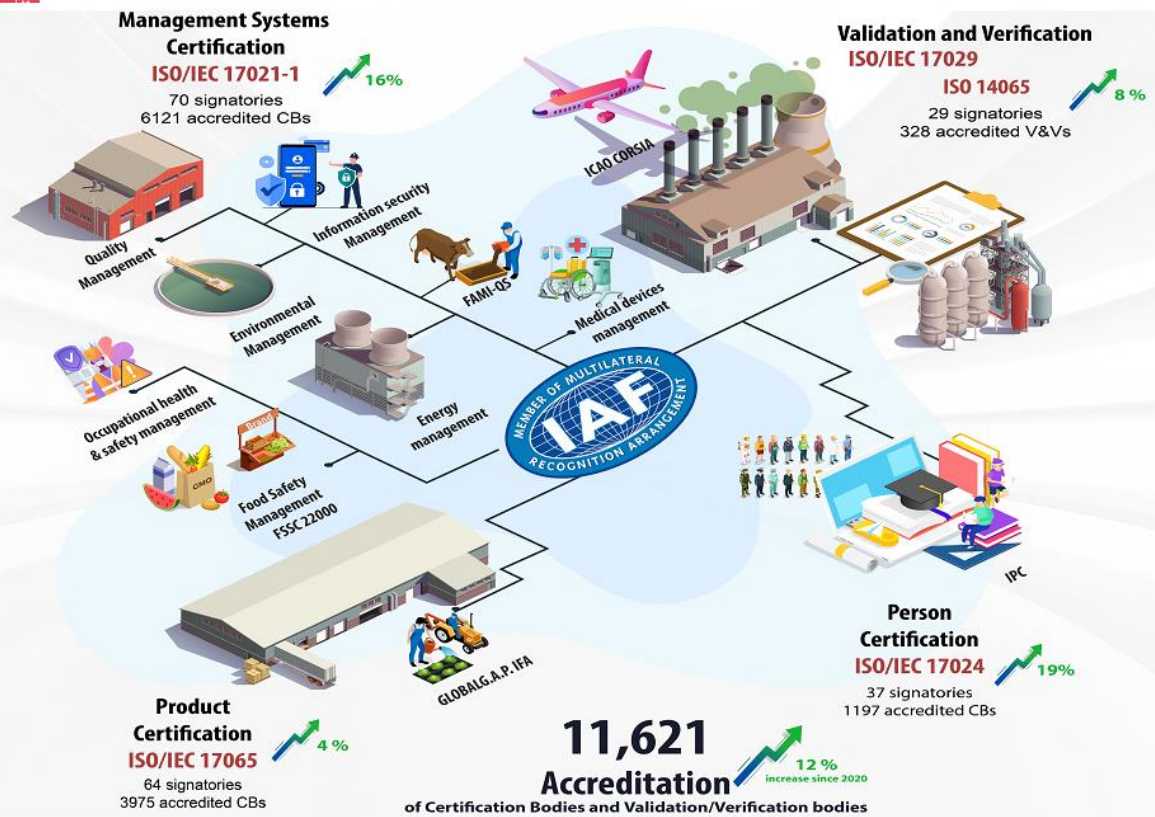 Management Systems
Certification
ISO/IEC 17021-1
70 signatories
6121 accredited CBs
16%
Validation and Verification
ISO/IEC 17029
ISO 14065
29 signatories
328 accredited V&Vs
8 %
ICAO CORSIA
Quality
Management
Information security
Management
FAMI-QS
Medical devices
management
Environmental
Management
Energy
management
Occupational health
& safety management
Brand
GMO
Food Safety
Management
FSSC 22000
MEMBER OF MULTILATERAL
IAF
RECOGNITION ARRANGEMENT
GLOBALG.A.P. IFA
IPC
Person
Certification
ISO/IEC 17024
37 signatories
1197 accredited CBs
19%
Product
Certification
ISO/IEC 17065
64 signatories
3975 accredited CBs
4 %
11,621
Accreditation
12 %
increase since 2020
of Certification Bodies and Validation/Verification bodies